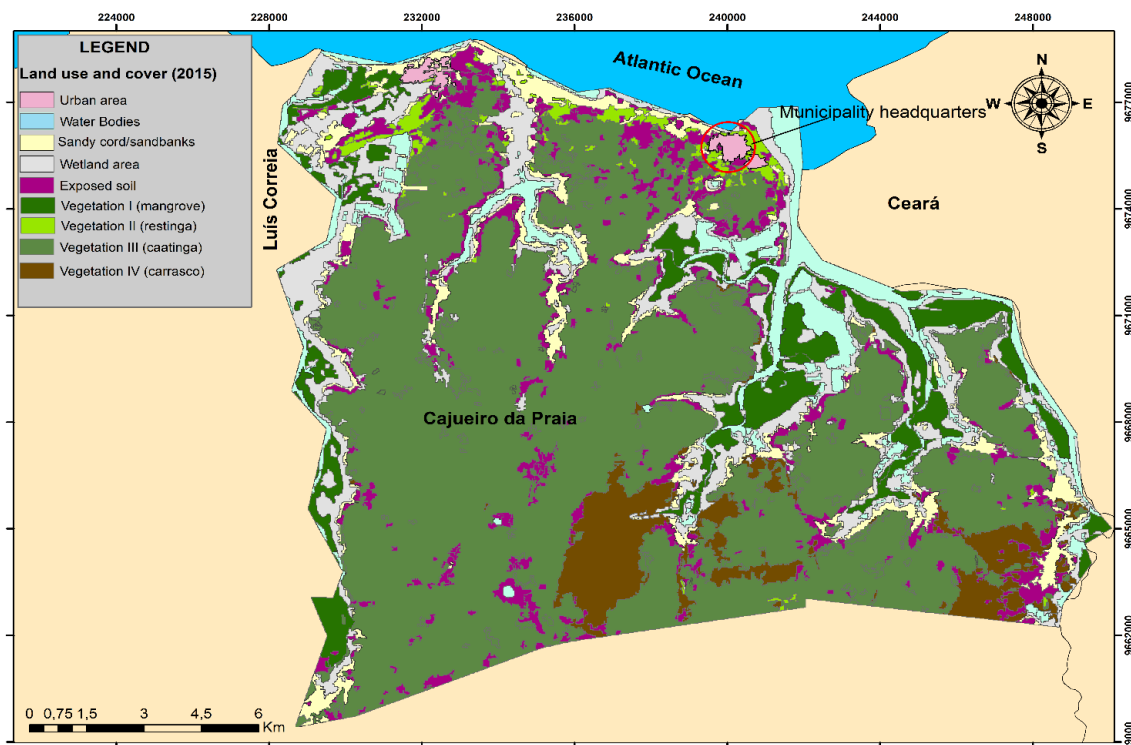 224000 228000 232000 236000 240000 244000 248000
LEGEND
Land use and cover (2015)
Urban area
Water Bodies
Sandy cord/sandbanks
Wetland area
Exposed soil
Vegetation I (mangrove)
Vegetation II (restinga)
Vegetation III (caatinga)
Vegetation IV (carrasco)
Atlantic Ocean
Municipality headquarters
N
W E
S
Luís Correia
Ceará
Cajueiro da Praia
9677000
9674000
9671000
9668000
9665000
9662000
9000
0 0,75 1,5 3 4,5 6
Km